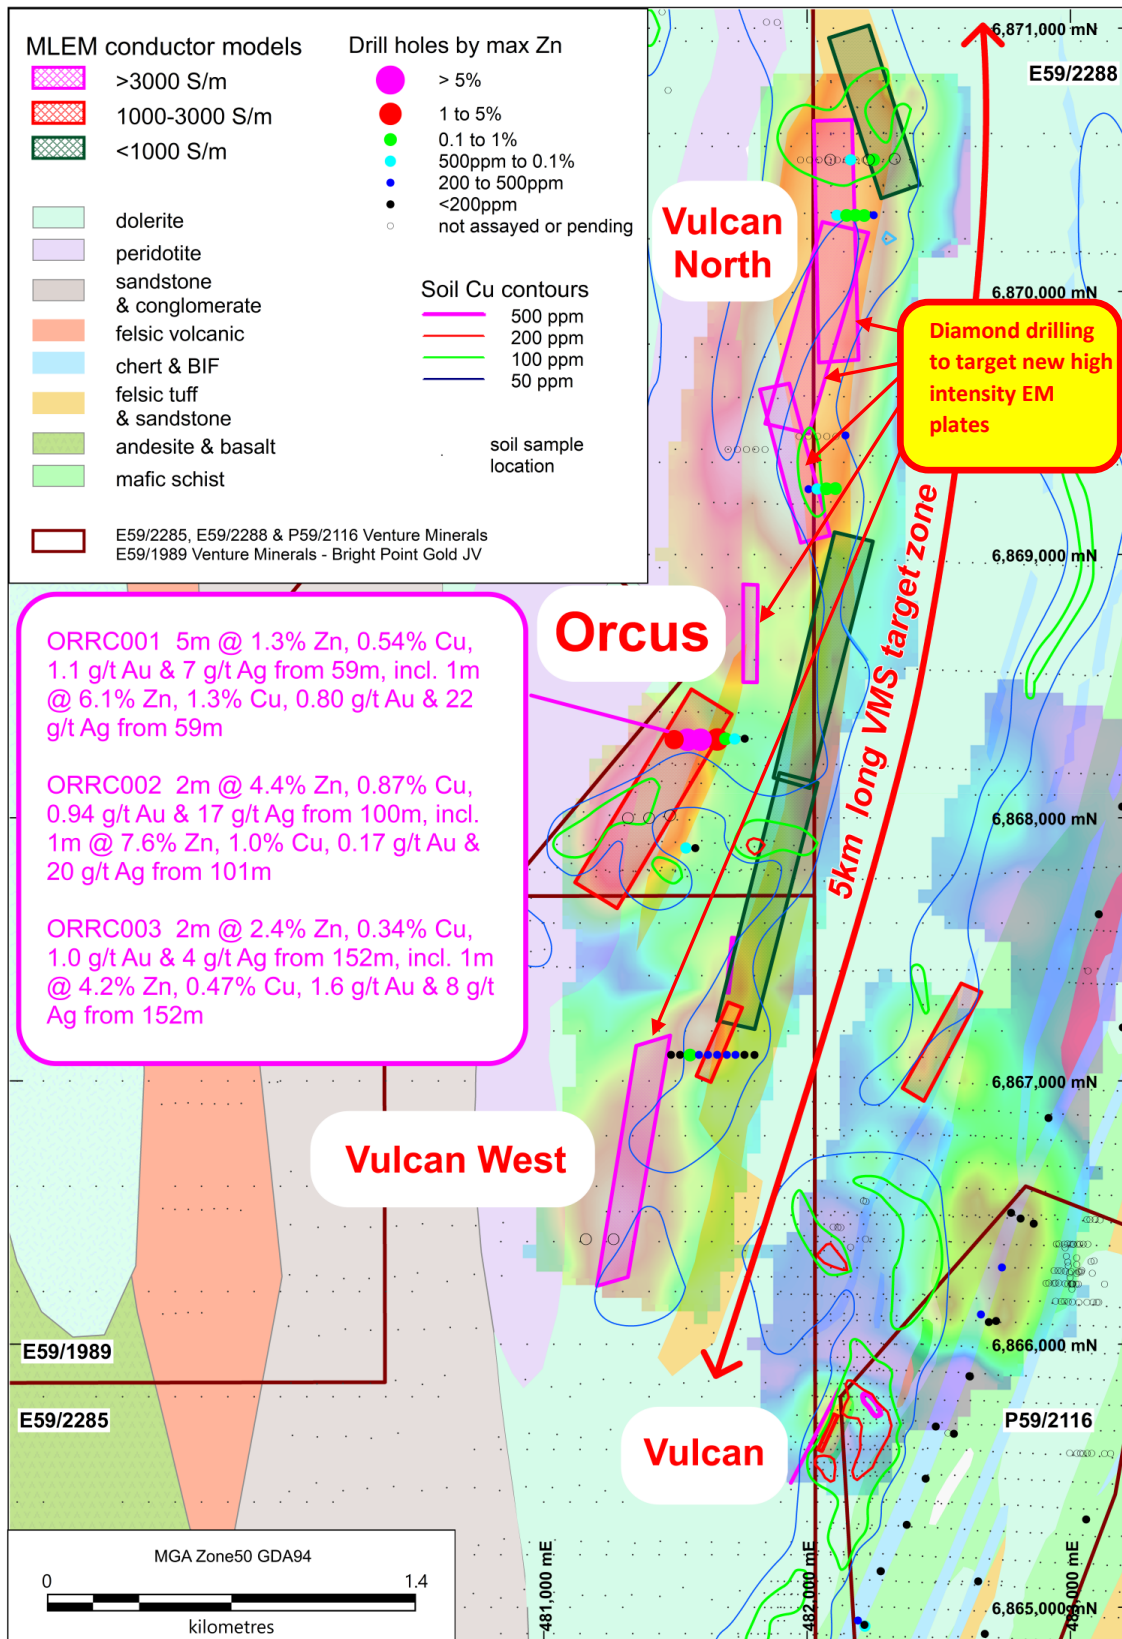 MLEM conductor models
>3000 S/m
1000-3000 S/m
<1000 S/m
dolerite
peridotite
sandstone
& conglomerate
felsic volcanic
chert & BIF
felsic tuff
& sandstone
andesite & basalt
mafic schist
E59/2285, E59/2288 & P59/2116 Venture Minerals
E59/1989 Venture Minerals - Bright Point Gold JV
Drill holes by max Zn
> 5%
1 to 5%
0.1 to 1%
500ppm to 0.1%
200 to 500ppm
<200ppm
not assayed or pending
Soil Cu contours
500 ppm
200 ppm
100 ppm
50 ppm
soil sample
location
6,871,000 mN
E59/2288
Vulcan
North
6,870,000 mN
Diamond drilling
to target new high
intensity EM
plates
6,869,000 mN
5km long VMS target zone
Orcus
ORRC001 5m @ 1.3% Zn, 0.54% Cu,
1.1 g/t Au & 7 g/t Ag from 59m, incl. 1m
@ 6.1% Zn, 1.3% Cu, 0.80 g/t Au & 22
g/t Ag from 59m
ORRC002 2m @ 4.4% Zn, 0.87% Cu,
0.94 g/t Au & 17 g/t Ag from 100m, incl.
1m @ 7.6% Zn, 1.0% Cu, 0.17 g/t Au &
20 g/t Ag from 101m
ORRC003 2m @ 2.4% Zn, 0.34% Cu,
1.0 g/t Au & 4 g/t Ag from 152m, incl. 1m
@ 4.2% Zn, 0.47% Cu, 1.6 g/t Au & 8 g/t
Ag from 152m
6,868,000 mN
6,867,000 mN
Vulcan West
6,866,000 mN
E59/1989
E59/2285
P59/2116
Vulcan
MGA Zone50 GDA94
0
1.4
kilometres
481,000 mE
482,000 mE
483,000 mE
6,865,000 mN